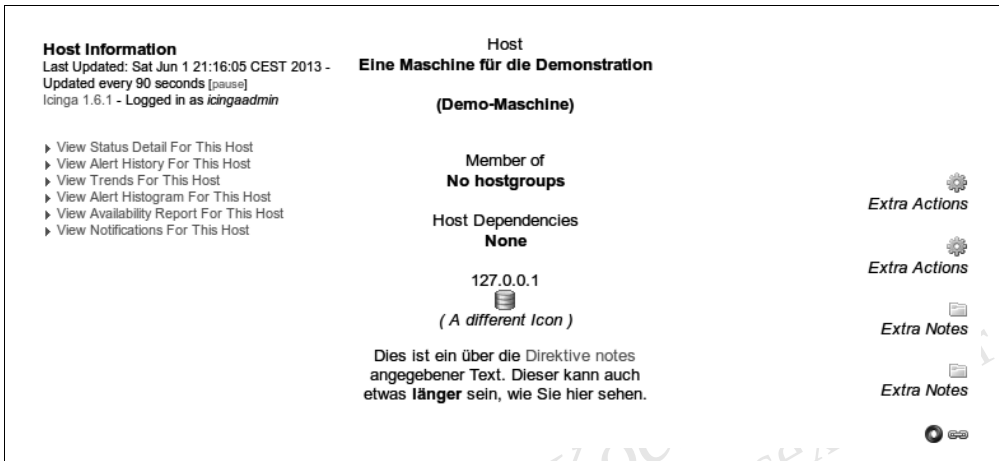 Host Information
Last Updated: Sat Jun 1 21:16:05 CEST 2013 -
Updated every 90 seconds [pause]
Icinga 1.6.1 - Logged in as icingaadmin
View Status Detail For This Host
View Alert History For This Host
View Trends For This Host
View Alert Histogram For This Host
View Availability Report For This Host
View Notifications For This Host
Host
Eine Maschine für die Demonstration
(Demo-Maschine)
Member of
No hostgroups
Host Dependencies
None
127.0.0.1
( A different Icon )
Dies ist ein über die Direktive notes
angegebener Text. Dieser kann auch
etwas länger sein, wie Sie hier sehen.
Extra Actions
Extra Actions
Extra Notes
Extra Notes